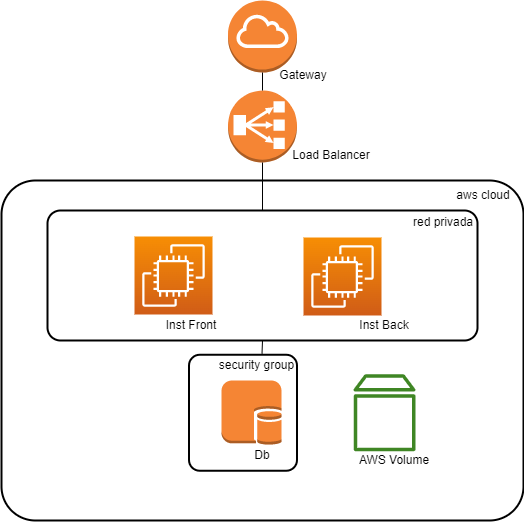 Gateway
Load Balancer
aws cloud
red privada
Inst Front
Inst Back
security group
Db
AWS Volume